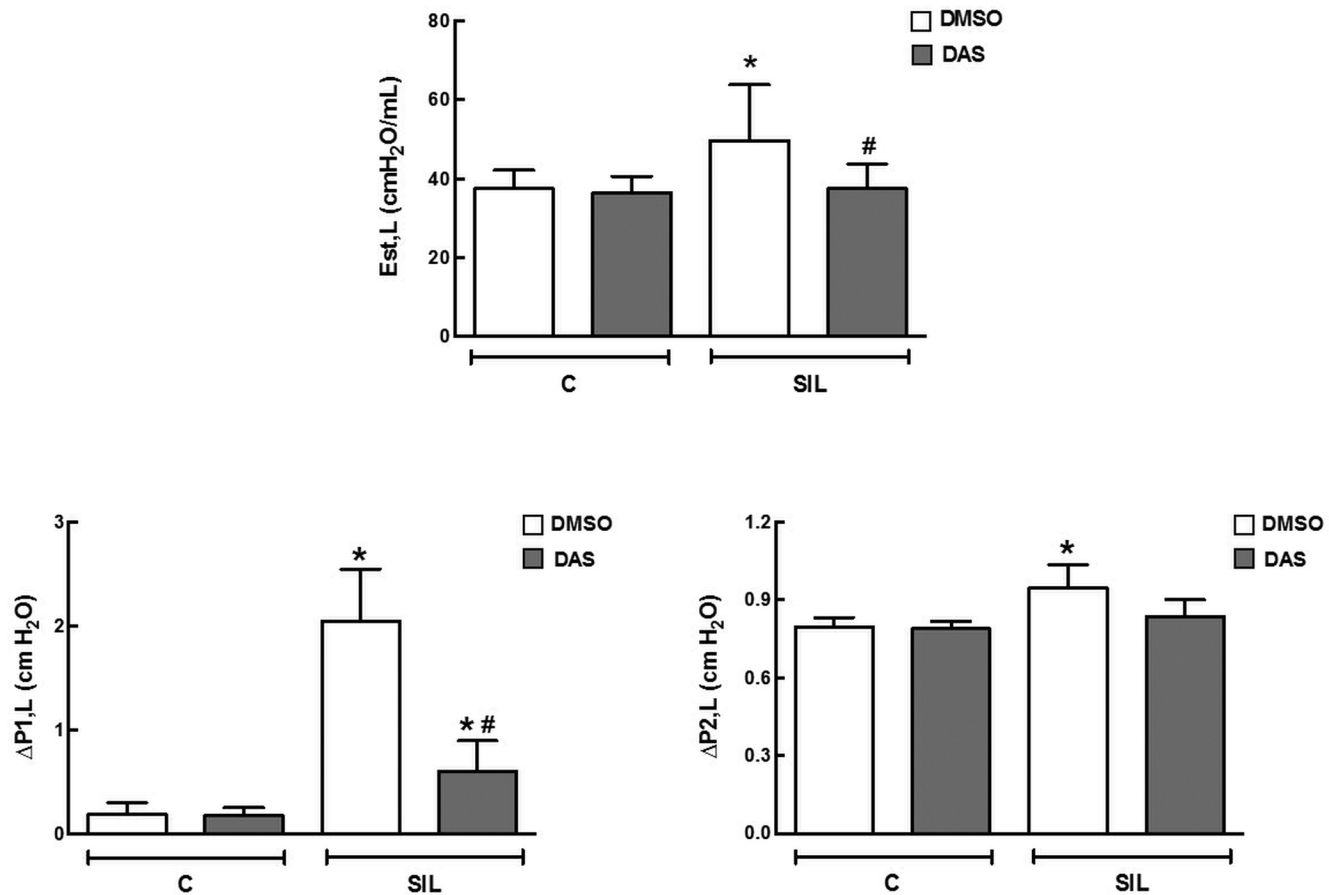 DMSO
DAS
Est,L (cmH₂O/mL)
80
60
40
20
0
*
#
C
SIL
DMSO
DAS
ΔP1,L (cm H₂O)
3
2
1
0
*
* #
C
SIL
DMSO
DAS
ΔP2,L (cm H₂O)
1.2
0.9
0.6
0.3
0.0
*
C
SIL